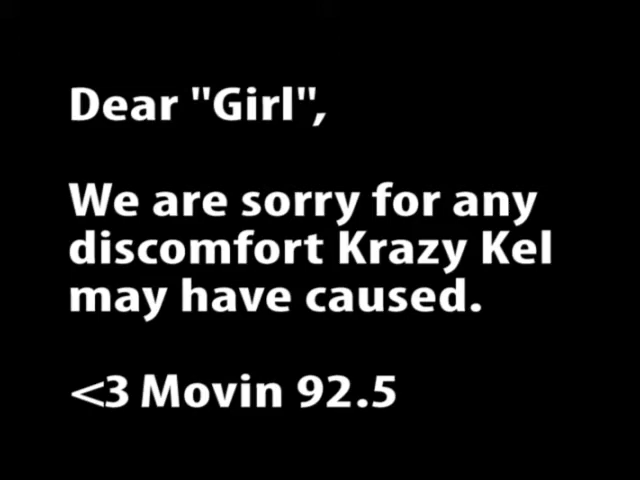 Dear "Girl",
We are sorry for any
discomfort Krazy Kel
may have caused.
<3 Movin 92.5